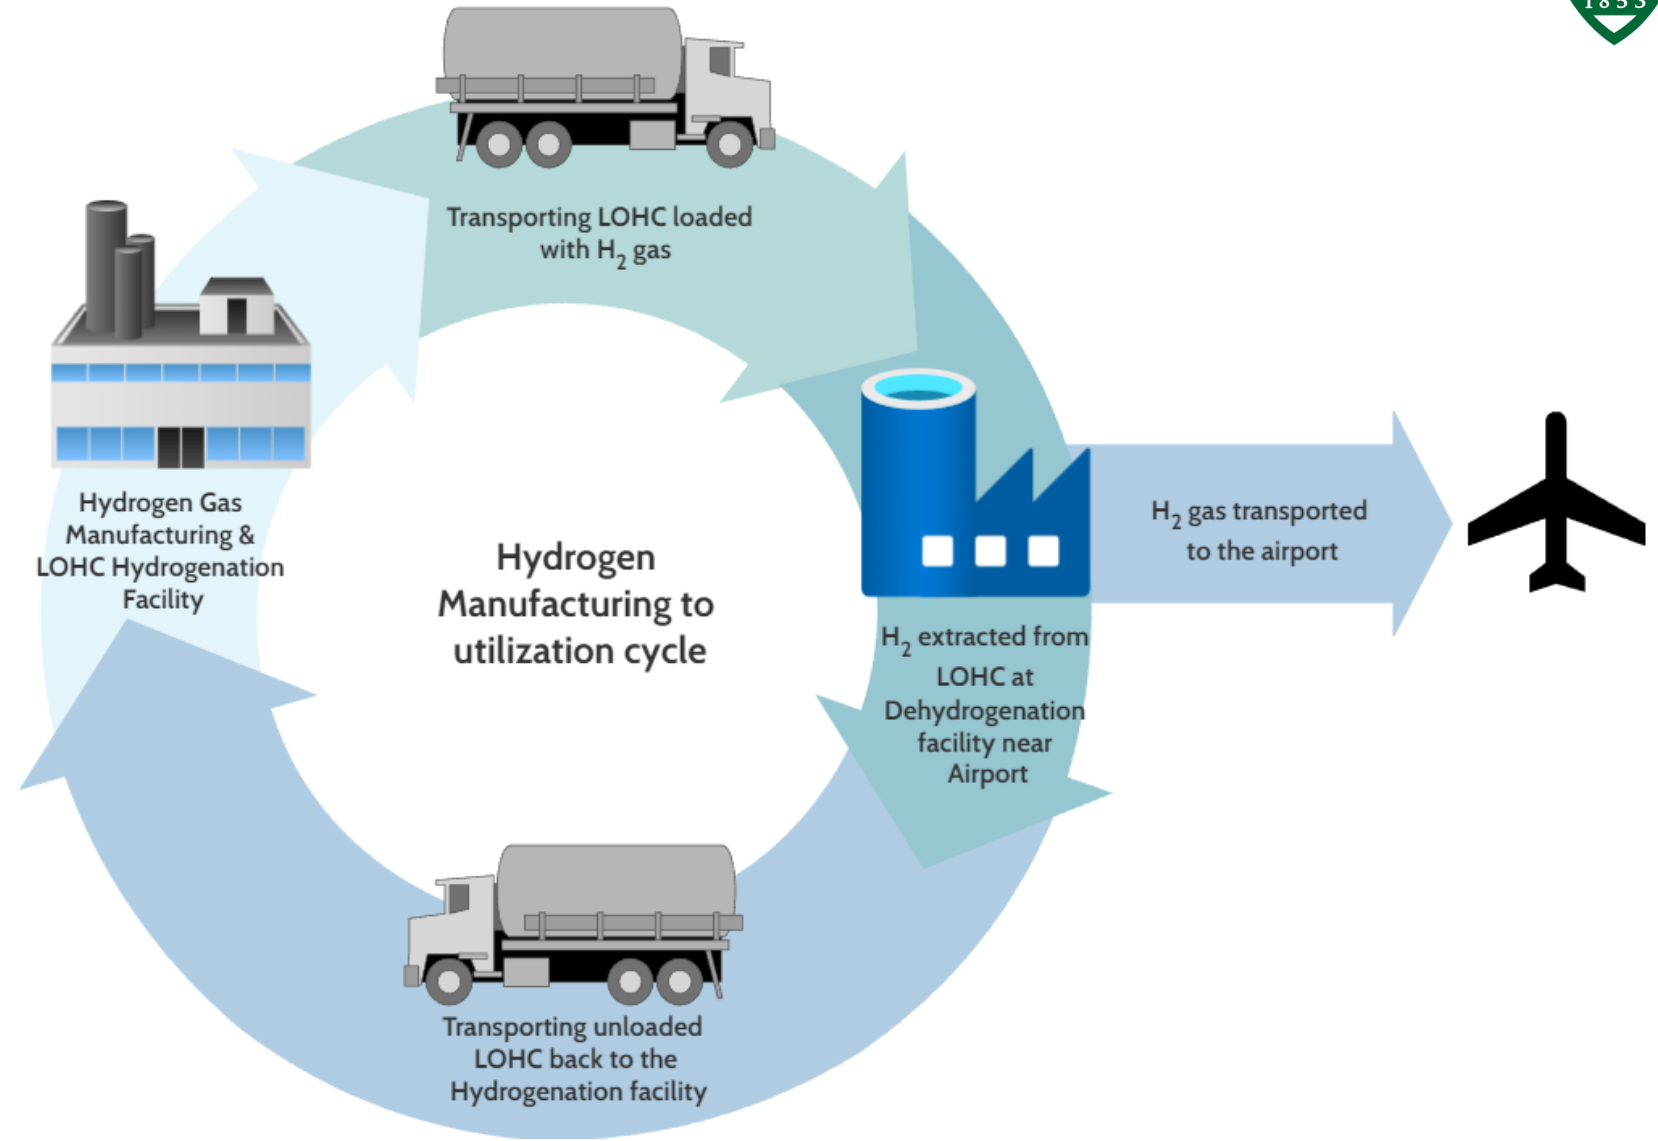 1853
Transporting LOHC loaded
with H₂ gas
Hydrogen Gas
Manufacturing &
LOHC Hydrogenation
Facility
Hydrogen
Manufacturing to
utilization cycle
H₂ gas transported
to the airport
H₂ extracted from
LOHC at
Dehydrogenation
facility near
Airport
Transporting unloaded
LOHC back to the
Hydrogenation facility